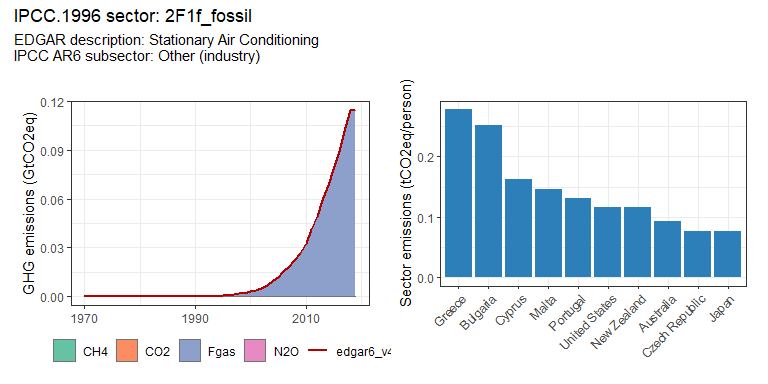 IPCC.1996 sector: 2F1f_fossil
EDGAR description: Stationary Air Conditioning
IPCC AR6 subsector: Other (industry)
GHG emissions (GtCO2eq)
0.12
0.09
0.06
0.03
0.00
1970 1990 2010
CH4 CO2 Fgas N2O edgar6_v4
Sector emissions (tCO2eq/person)
0.2
0.1
0.0
Greece
Bulgaria
Cyprus
Malta
Portugal
United States
New Zealand
Australia
Czech Republic
Japan